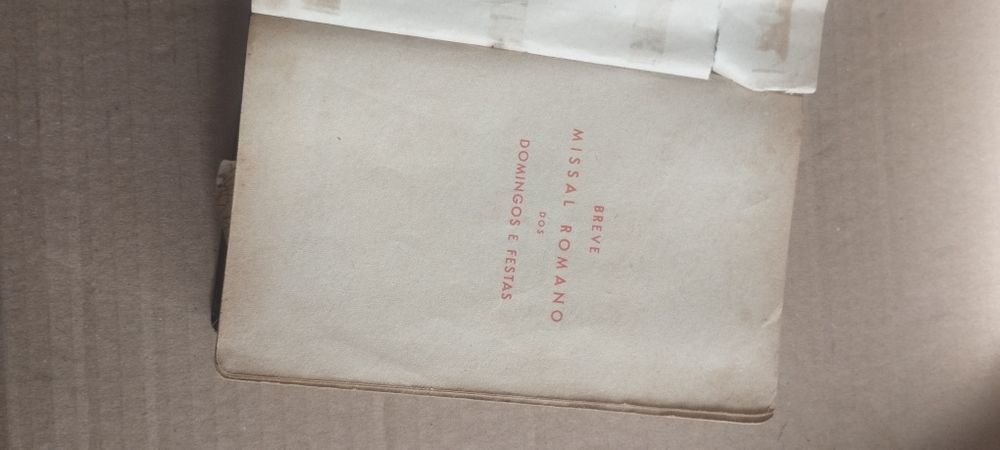 BREVE
MISSAL ROMANO
DOS
DOMINGOS E FESTAS